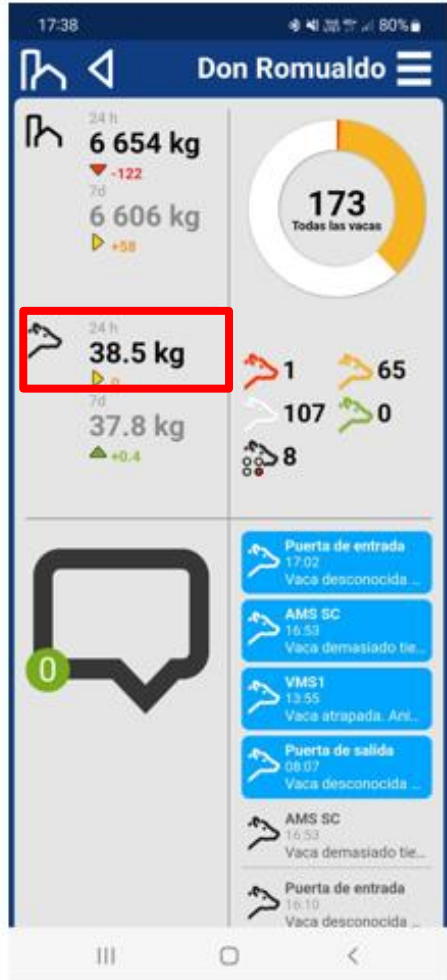 17:38
80%
Don Romualdo
24 h
6 654 kg
-122
7d
6 606 kg
+58
173
Todas las vacas
24 h
38.5 kg
0
7d
37.8 kg
+0.4
1
65
107
0
8
0
Puerta de entrada
17:02
Vaca desconocida ...
AMS SC
16:53
Vaca demasiado tie...
VMS1
13:55
Vaca atrapada. Ani...
Puerta de salida
08:07
Vaca desconocida ...
AMS SC
16:53
Vaca demasiado tie...
Puerta de entrada
16:10
Vaca desconocida ...